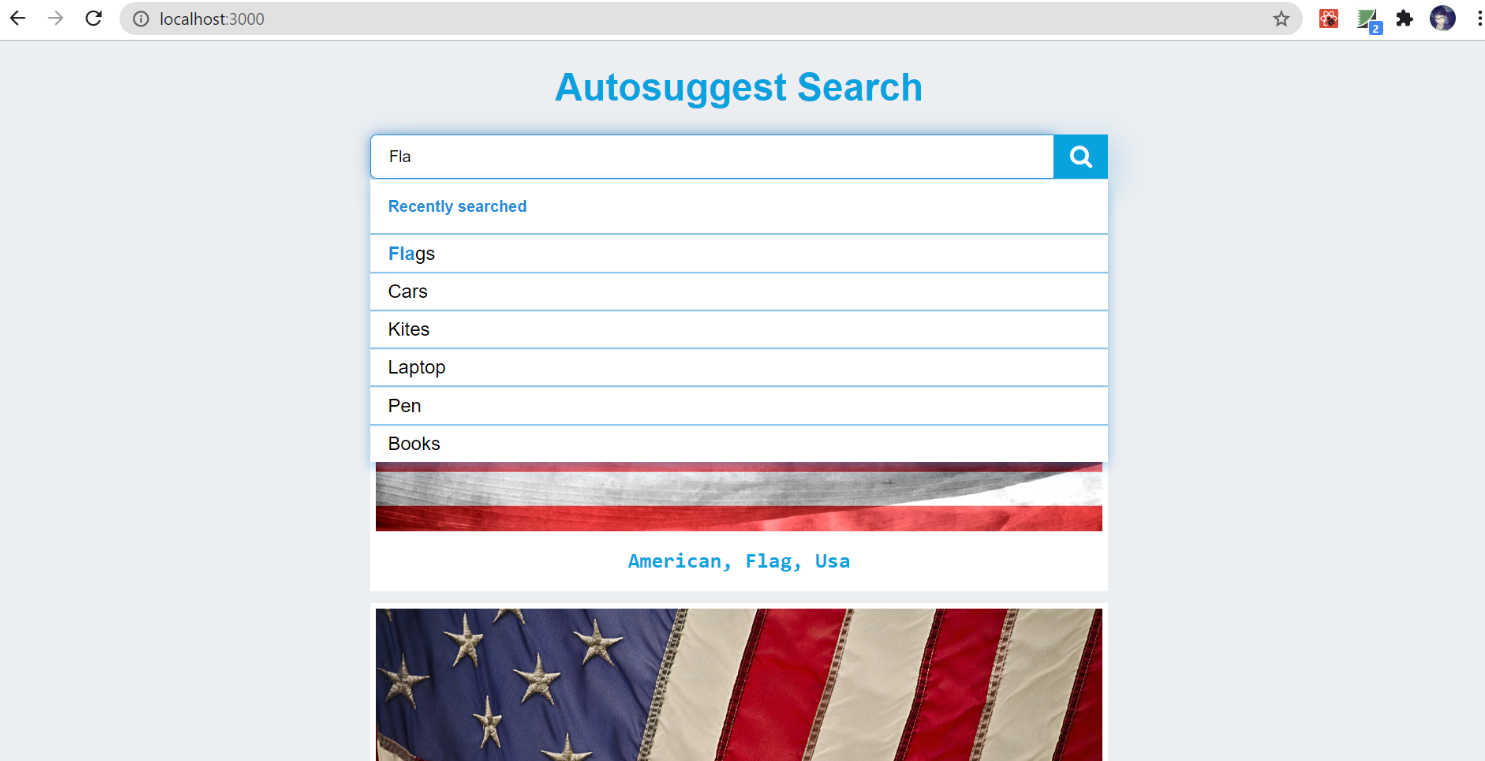 localhost:3000
2
Autosuggest Search
Fla
Recently searched
Flags
Cars
Kites
Laptop
Pen
Books
American, Flag, Usa